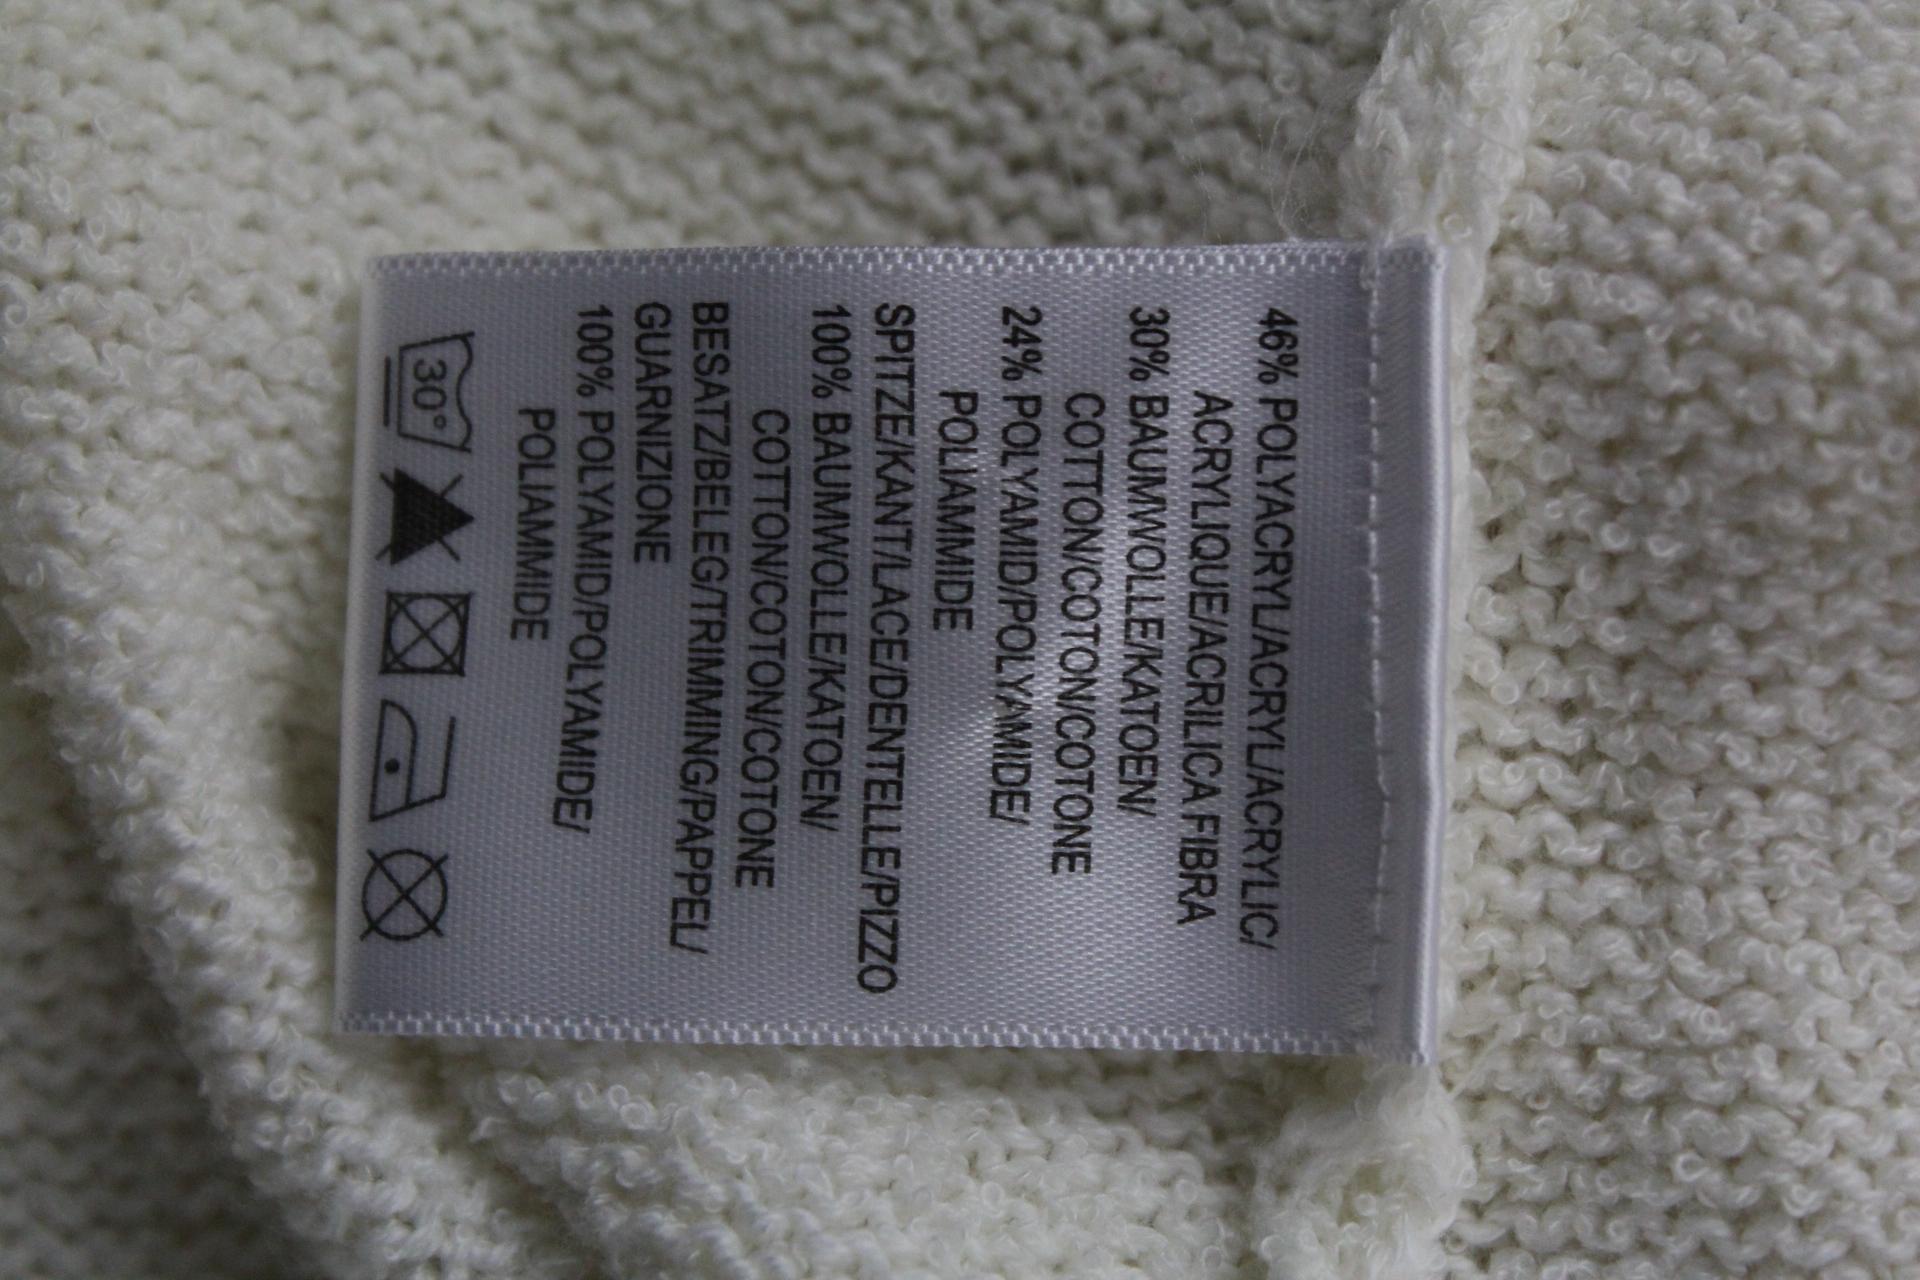 46% POLYACRYL/ACRYL/ACRYLIC/
ACRYLIQUE/ACRILICA FIBRA
30% BAUMWOLLE/KATOEN/
COTTON/COTON/COTONE
24% POLYAMID/POLYAMIDE/
POLIAMMIDE
SPITZE/KANT/LACE/DENTELLE/PIZZO
100% BAUMWOLLE/KATOEN/
COTTON/COTON/COTONE
BESATZ/BELEG/TRIMMING/PAPPEL/
GUARNIZIONE
100% POLYAMID/POLYAMIDE/
POLIAMMIDE
30°